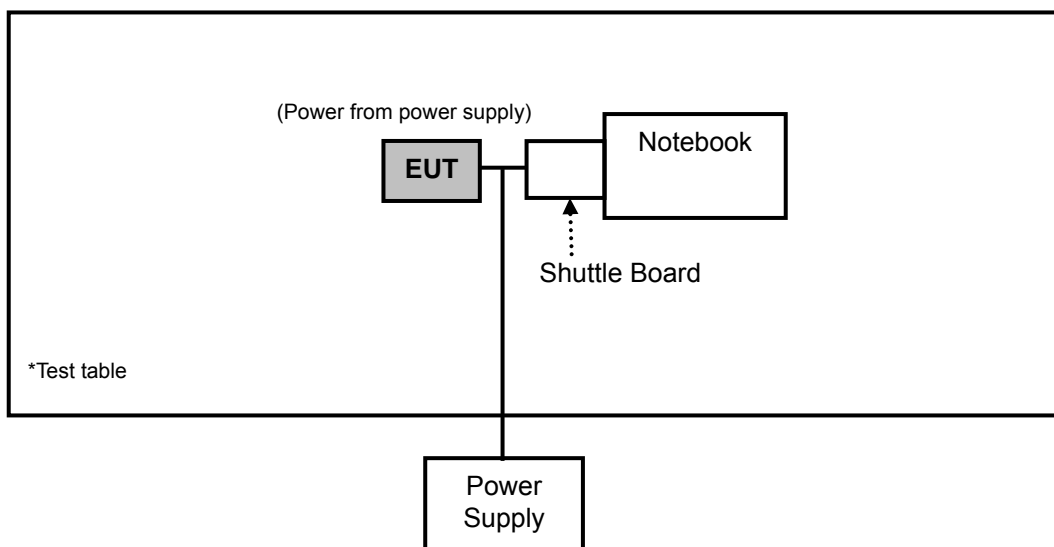 (Power from power supply)
EUT
Notebook
Shuttle Board
*Test table
Power
Supply